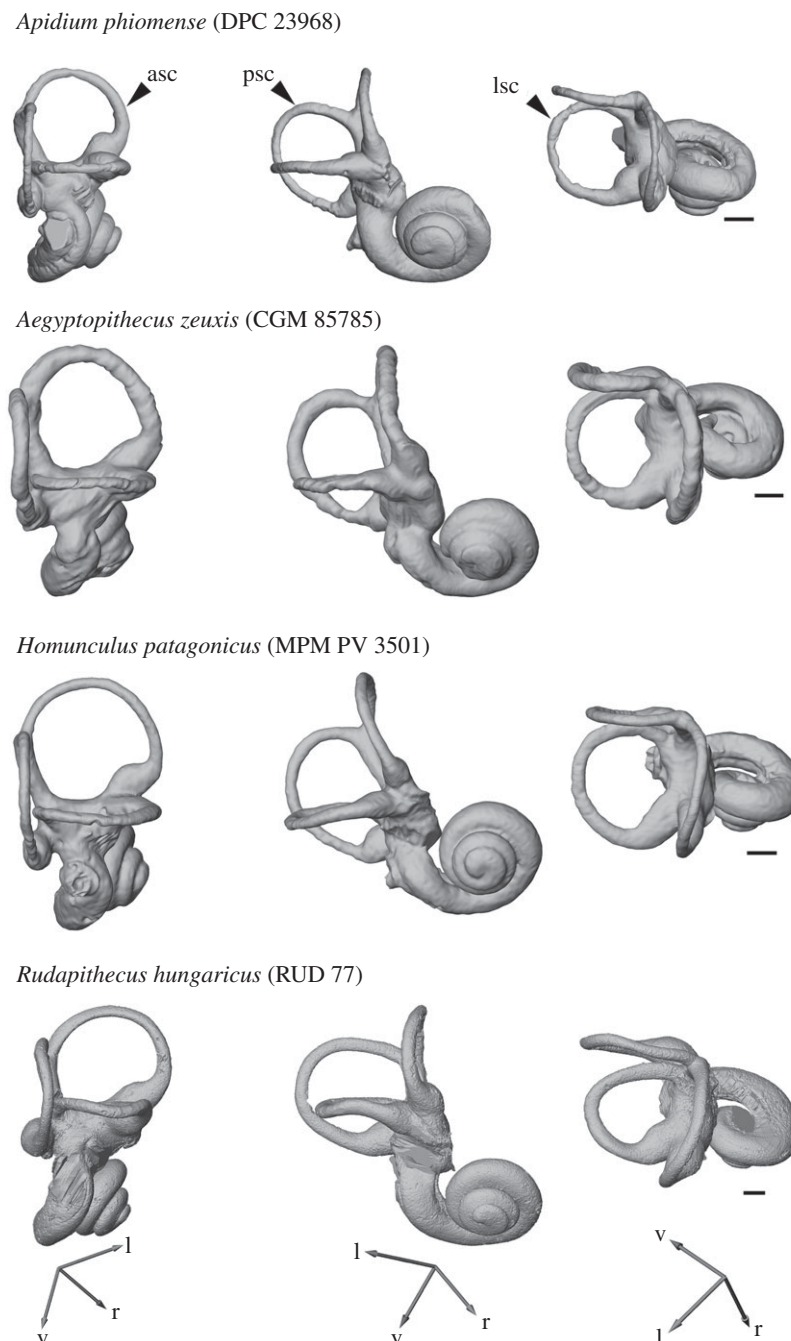 Apidium phiomense (DPC 23968)
asc
psc
lsc
Aegyptopithecus zeuxis (CGM 85785)
Homunculus patagonicus (MPM PV 3501)
Rudapithecus hungaricus (RUD 77)
l
r
v
l
r
v
v
l
r